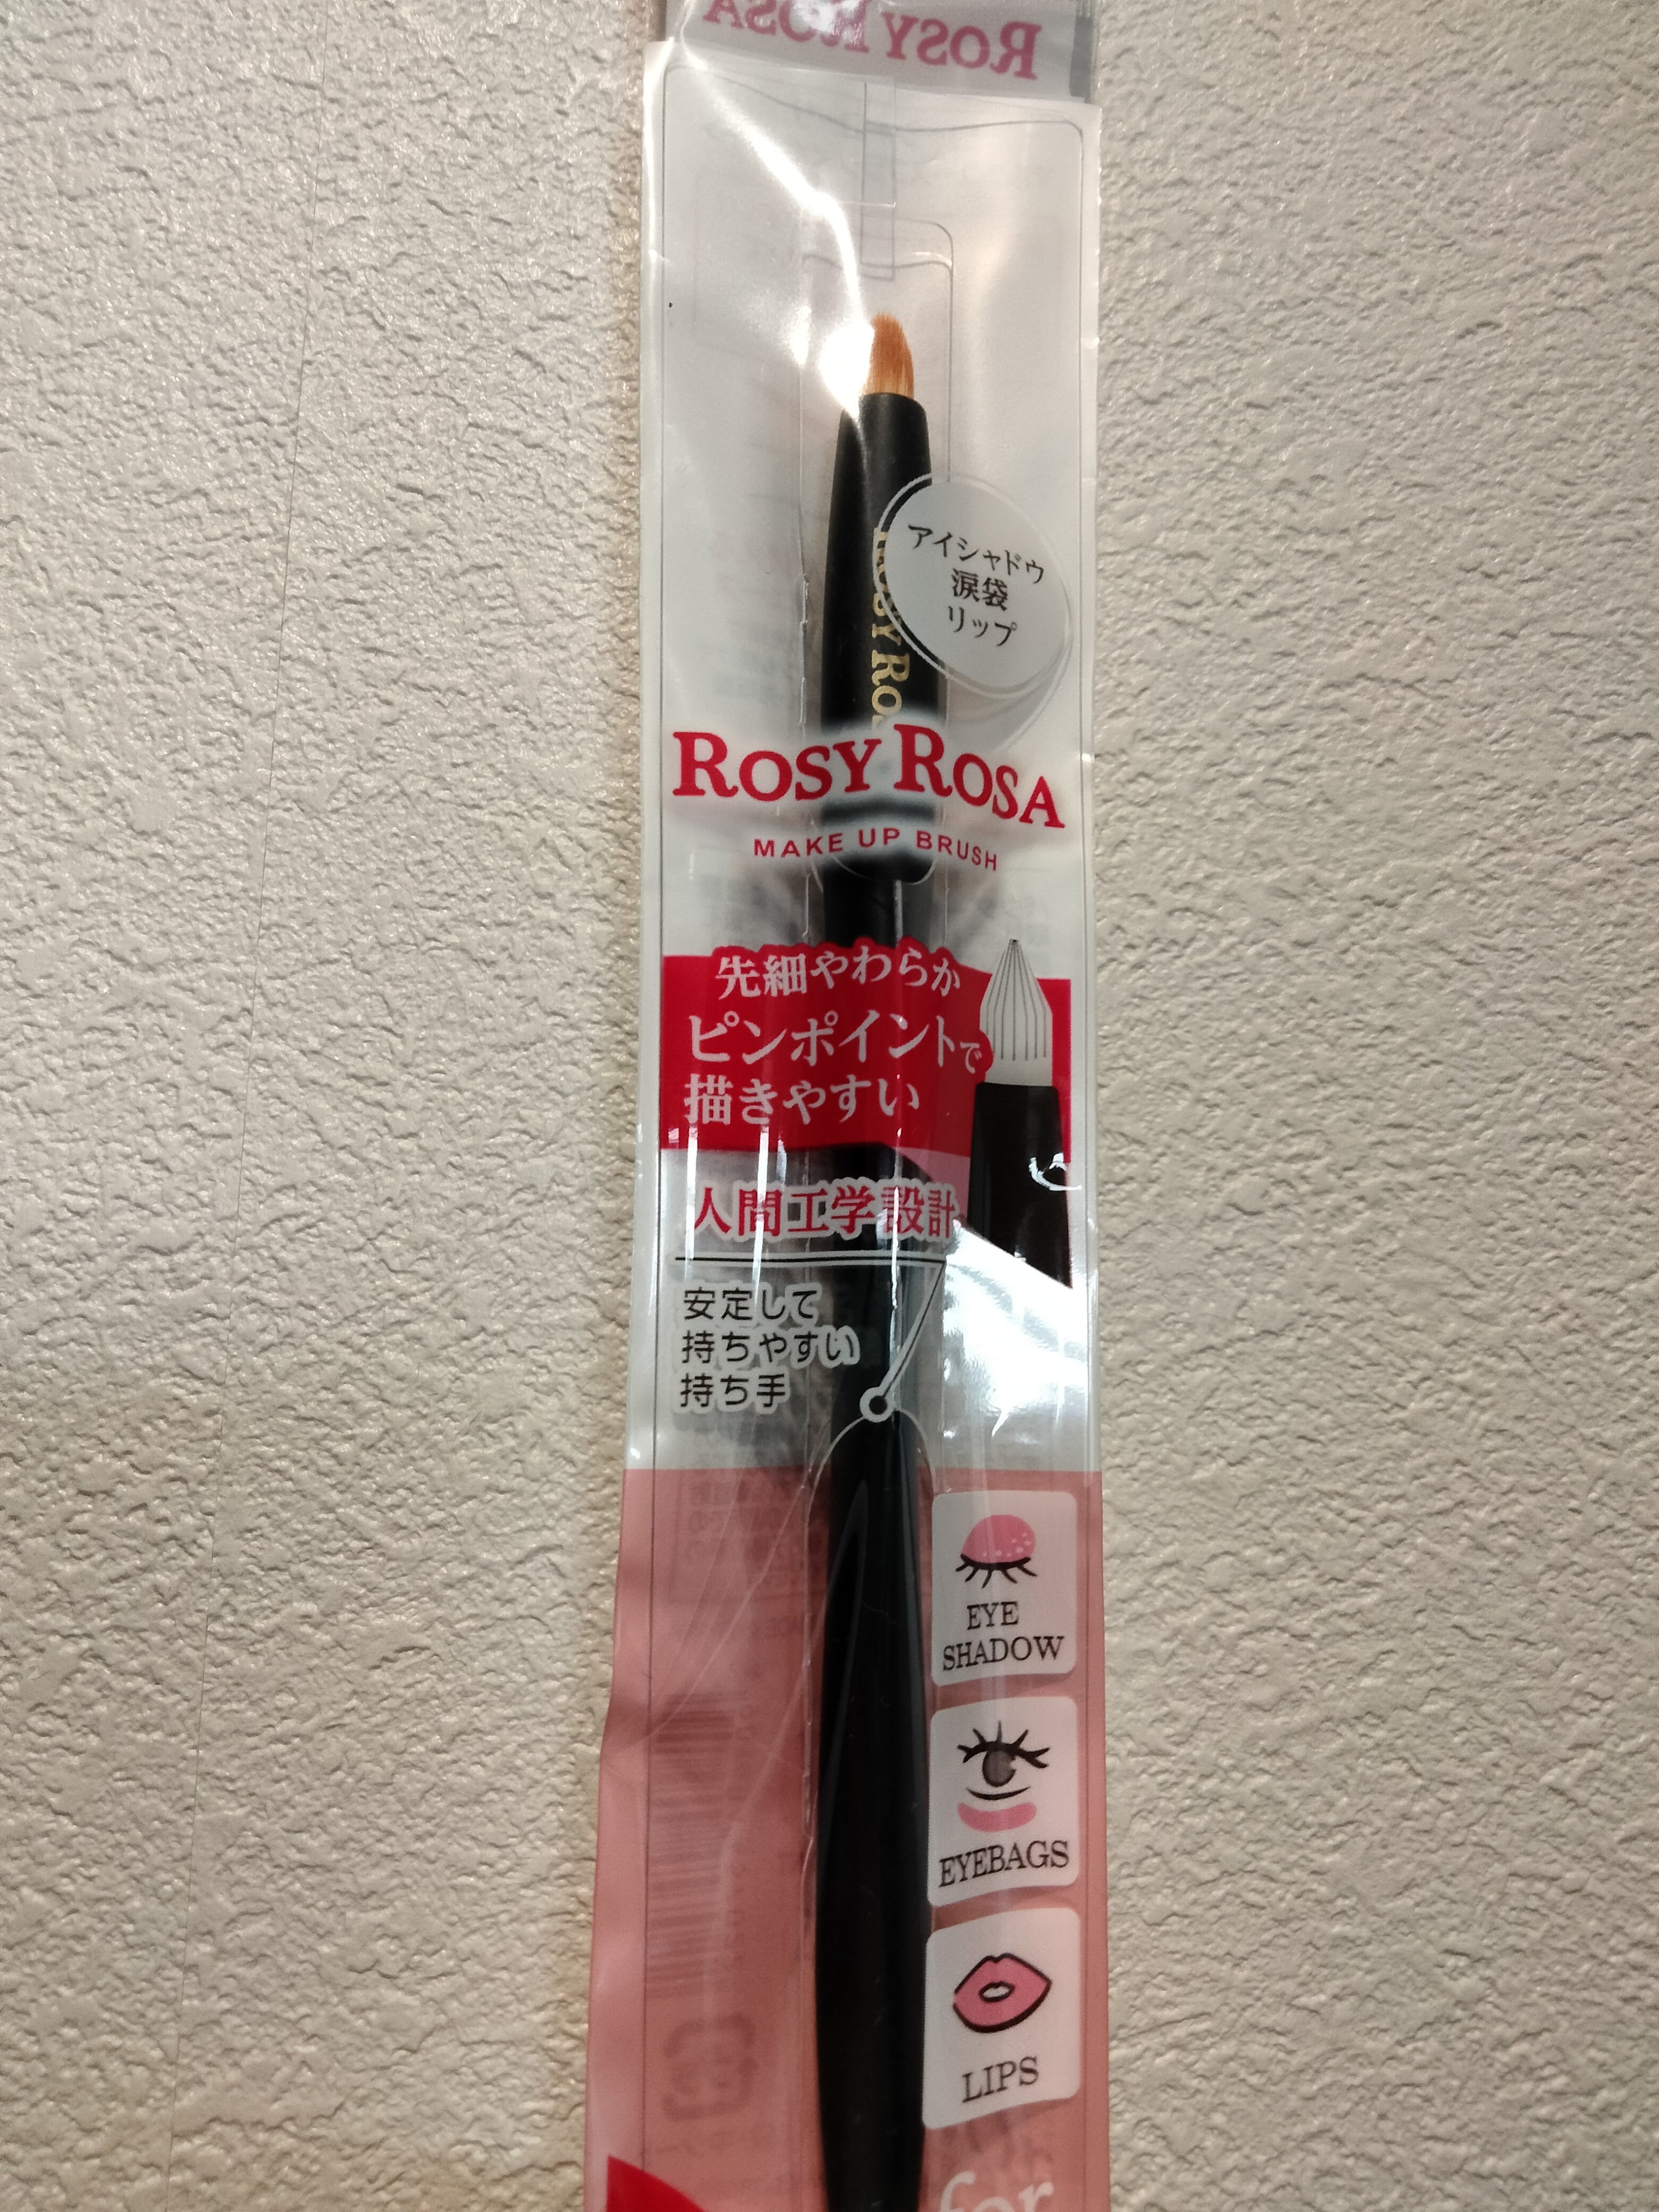 ROSY ROSA
アイシャドウ
涙袋
リップ
ROSY RO
ROSY ROSA
MAKE UP BRUSH
先細やわらか
ピンポイントで
描きやすい
人間工学設計
安定して
持ちやすい
持ち手
EYE
SHADOW
EYEBAGS
LIPS
for